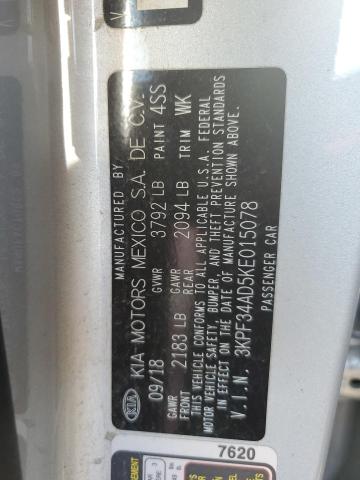 MANUFACTURED BY
KIA KIA MOTORS MEXICO S.A. DE C.V.
09/18 GVWR 3792 LB PAINT 4SS
GAWR FRONT 2183 LB GAWR REAR 2094 LB TRIM WK
THIS VEHICLE CONFORMS TO ALL APPLICABLE U.S.A. FEDERAL
MOTOR VEHICLE SAFETY, BUMPER, AND THEFT PREVENTION STANDARDS
IN EFFECT ON THE DATE OF MANUFACTURE SHOWN ABOVE.
V.I.N. 3KPF34AD5KE015078
PASSENGER CAR
7620